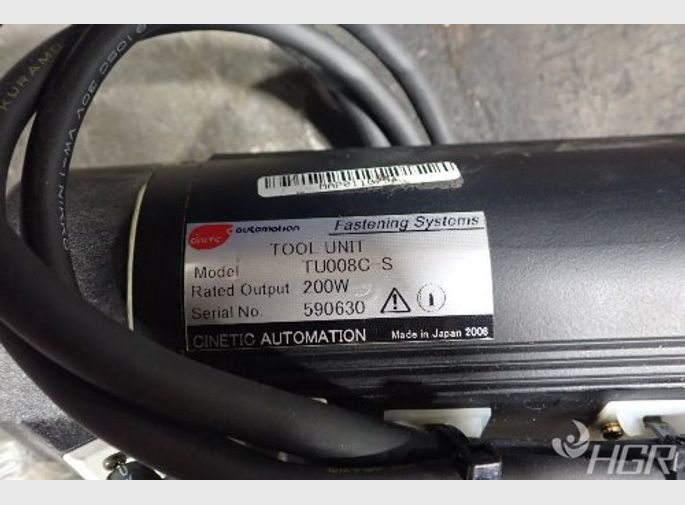 KURAMO
cinetic automation Fastening Systems
TOOL UNIT
Model TU008C-S
Rated Output 200W
Serial No. 590630
CINETIC AUTOMATION Made in Japan 2006
HGR